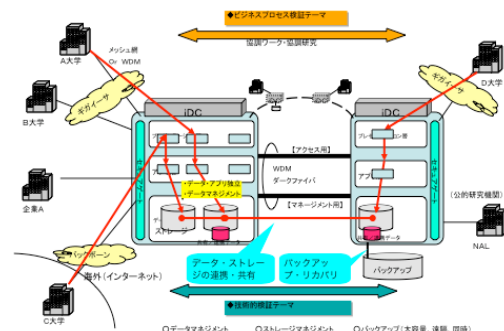 ◆ビジネスプロセス検証テーマ
協調ワーク・協調研究
A大学
メッシュ網
Or WDM
D大学
ギガイーサ
ギガイーサ
B大学
iDC
iDC
【アクセス用】
WDM
ダークファイバ
企業A
・データ・アプリ独立
・データマネジメント
【マネージメント用】
(公的研究機関)
ストレージ
NAL
バックボーン
海外(インターネット)
データ・ストレー
ジの連携・共有
バックアッ
プ・リカバリ
バックアップ
C大学
◆技術的検証テーマ
○データマネジメント
○ストレージマネジメント
○バックアップ(大容量、遠隔、同時)